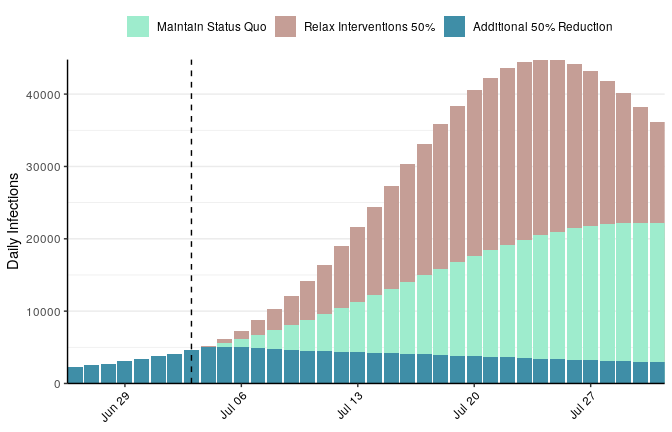 Maintain Status Quo Relax Interventions 50% Additional 50% Reduction
Daily Infections
40000
30000
20000
10000
0
Jun 29 Jul 06 Jul 13 Jul 20 Jul 27